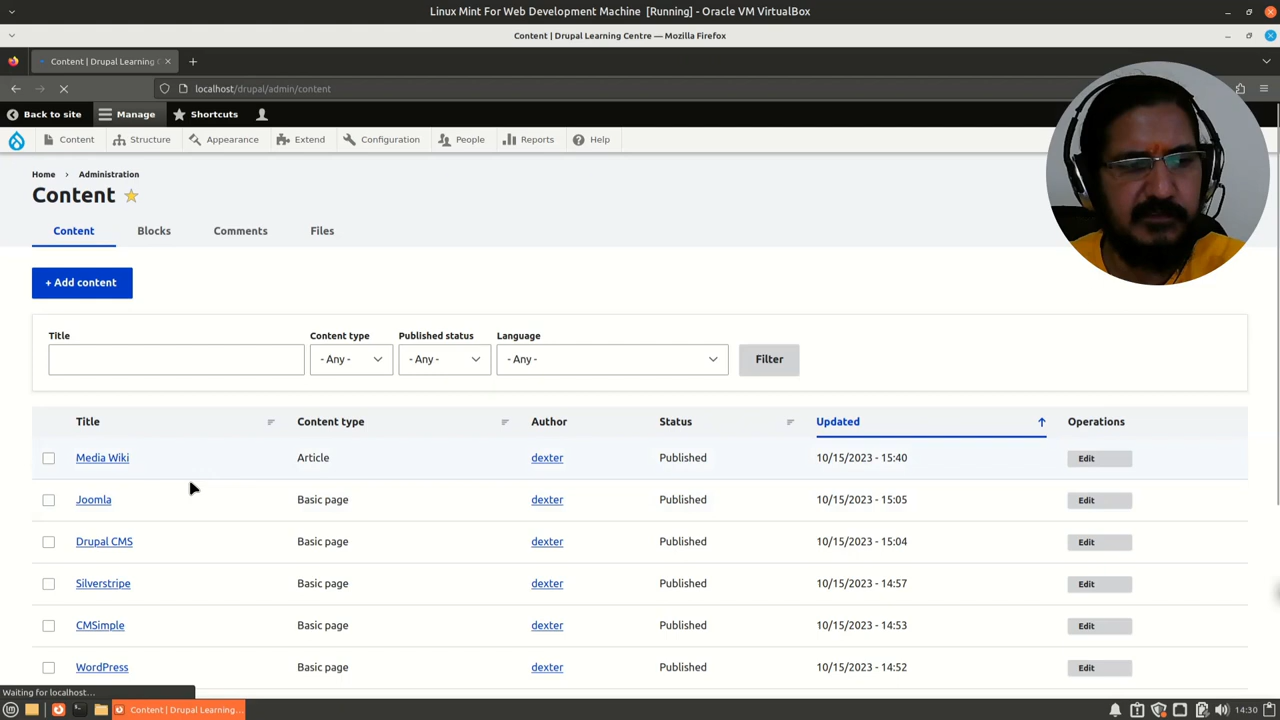 Linux Mint For Web Development Machine [Running] - Oracle VM VirtualBox
Content | Drupal Learning Centre — Mozilla Firefox
Content | Drupal Learning
localhost/drupal/admin/content
Back to site Manage Shortcuts
Content Structure Appearance Extend Configuration People Reports Help
Home › Administration
Content
Content Blocks Comments Files
+ Add content
Title Content type Published status Language
- Any - - Any - - Any - Filter
Title Content type Author Status Updated Operations
Media Wiki Article dexter Published 10/15/2023 - 15:40 Edit
Joomla Basic page dexter Published 10/15/2023 - 15:05 Edit
Drupal CMS Basic page dexter Published 10/15/2023 - 15:04 Edit
Silverstripe Basic page dexter Published 10/15/2023 - 14:57 Edit
CMSimple Basic page dexter Published 10/15/2023 - 14:53 Edit
WordPress Basic page dexter Published 10/15/2023 - 14:52 Edit
Waiting for localhost...
Content | Drupal Learning... 14:30